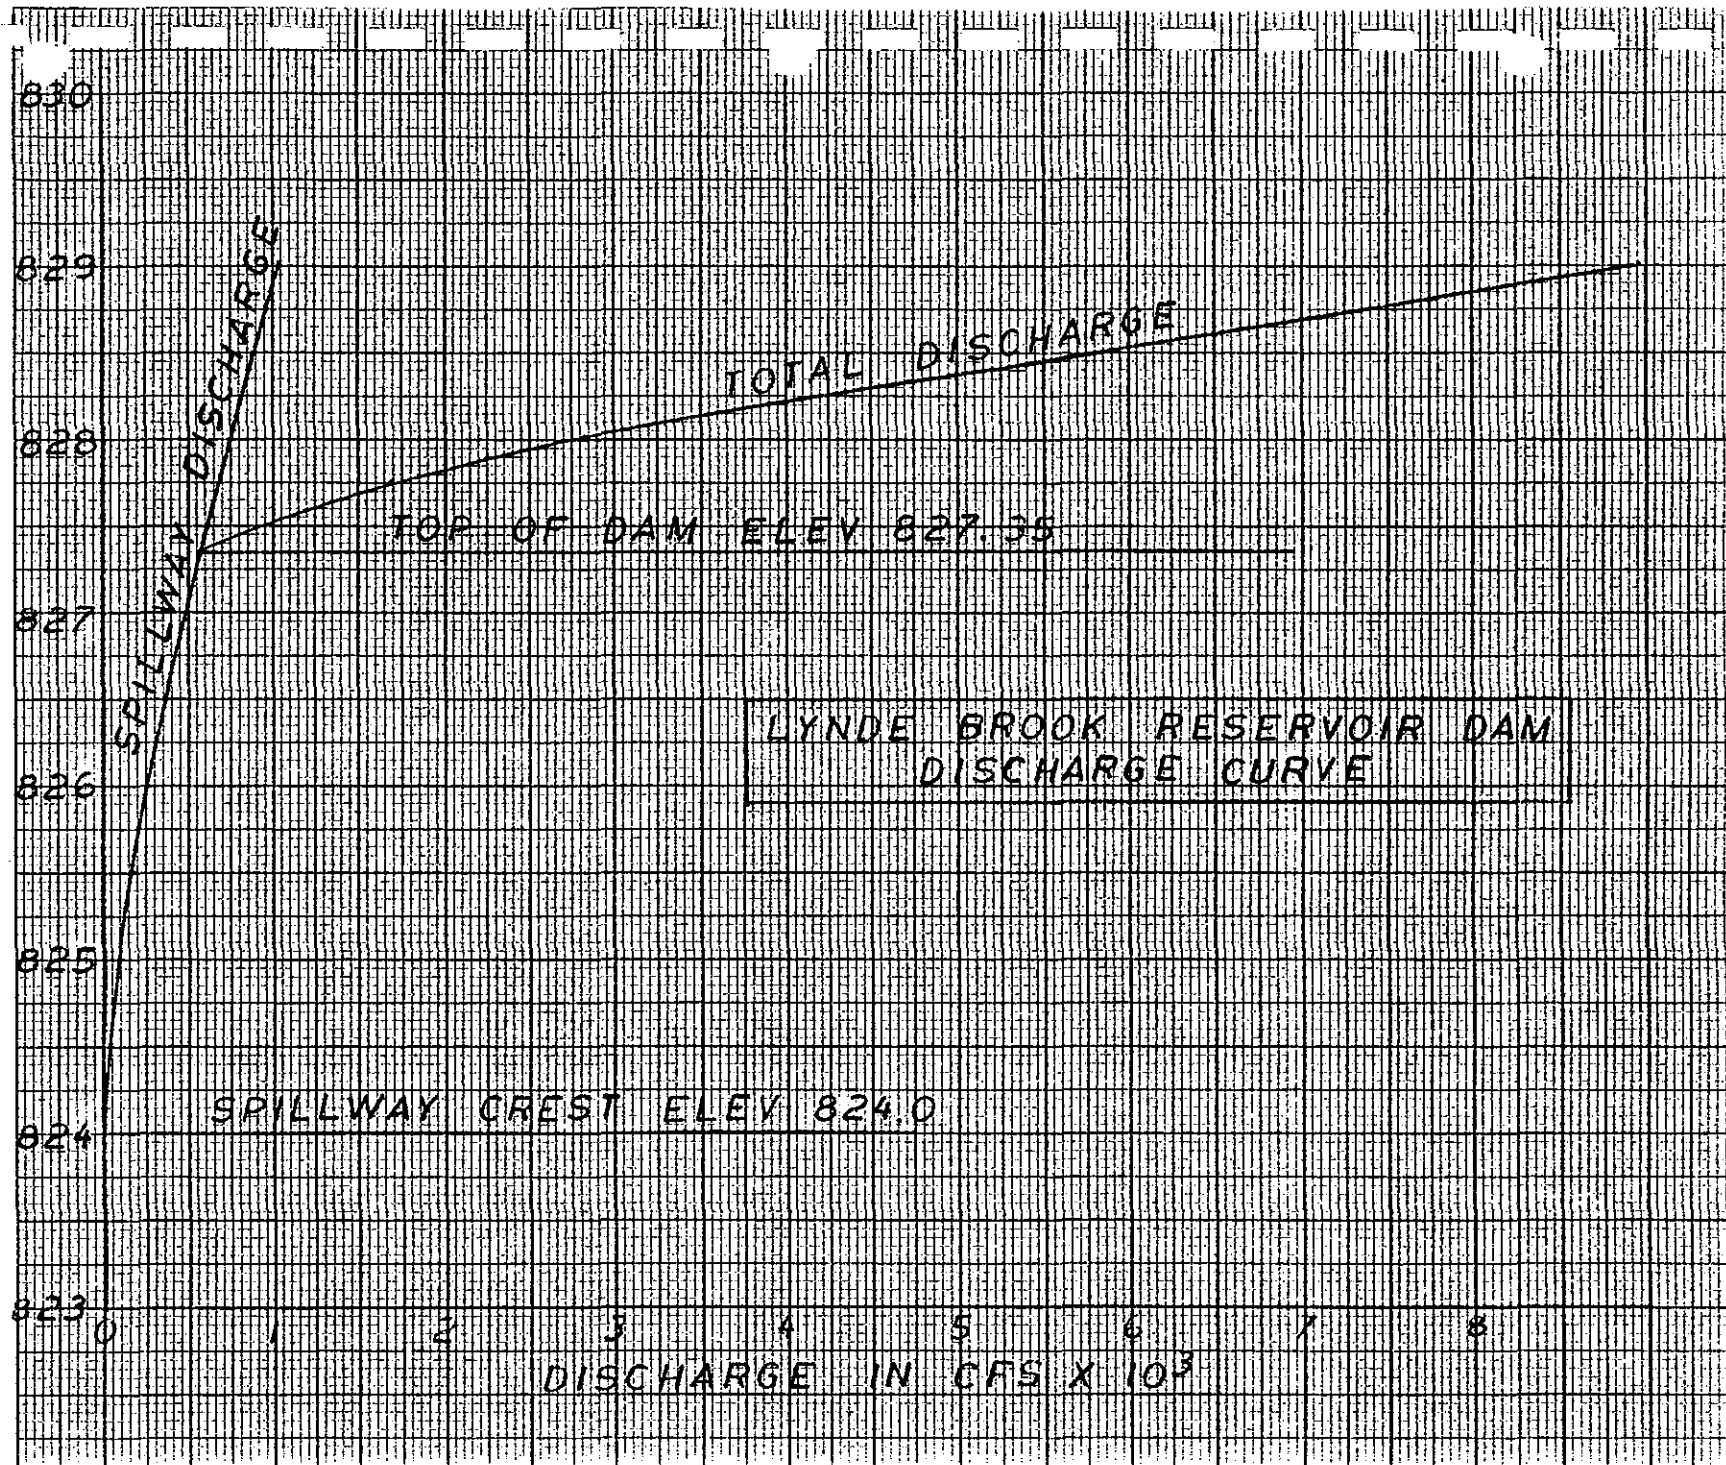 830
829
828
827
826
825
824
823
SPILLWAY DISCHARGE
TOTAL DISCHARGE
TOP OF DAM ELEV 827.35
LYNDE BROOK RESERVOIR DAM
DISCHARGE CURVE
SPILLWAY CREST ELEV 824.0
0 1 2 3 4 5 6 7 8
DISCHARGE IN CFS X 10³